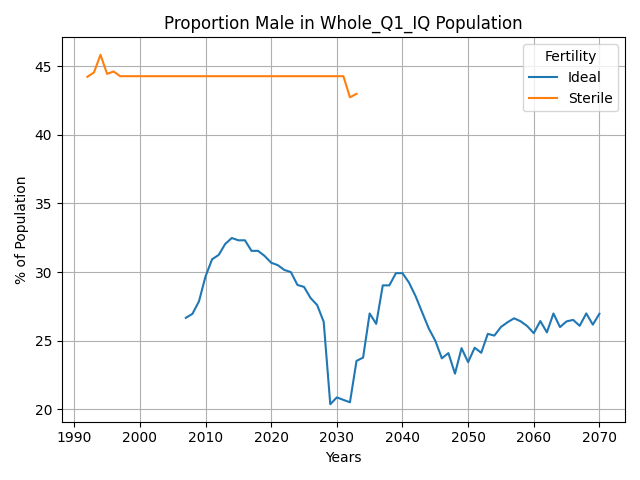 Proportion Male in Whole_Q1_IQ Population
Fertility
Ideal
Sterile
% of Population
45
40
35
30
25
20
1990 2000 2010 2020 2030 2040 2050 2060 2070
Years